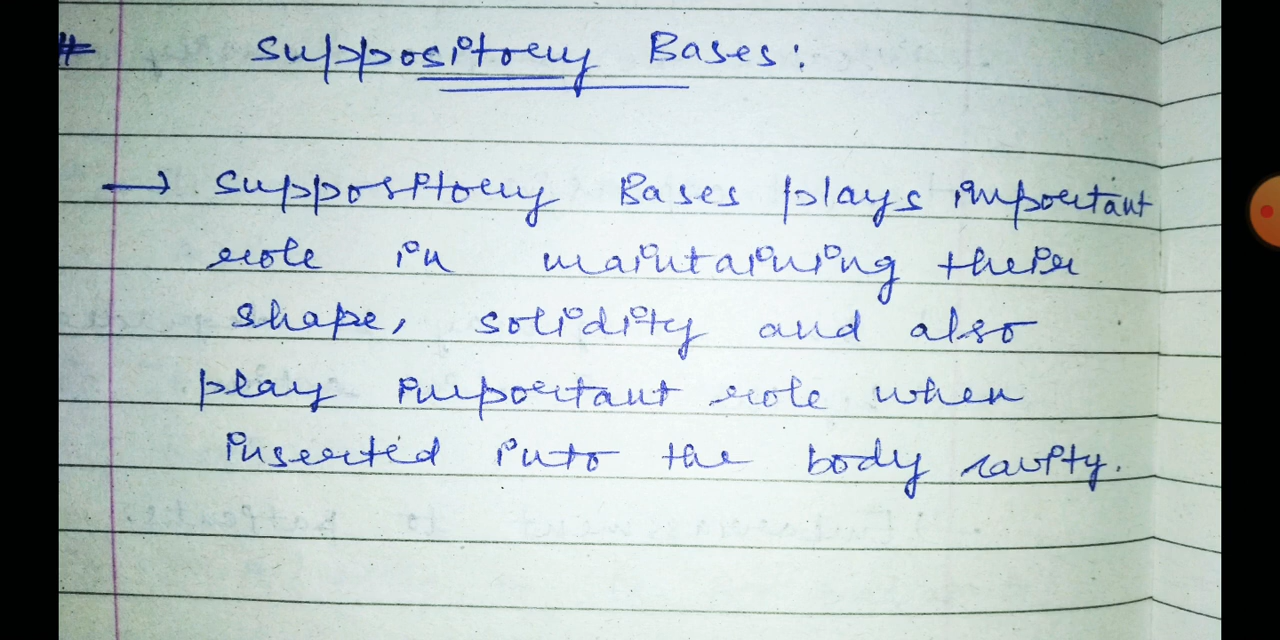 # Suppository Bases:
→ Suppository Bases plays important
role in maintaining their
shape, solidity and also
play important role when
inserted into the body cavity.